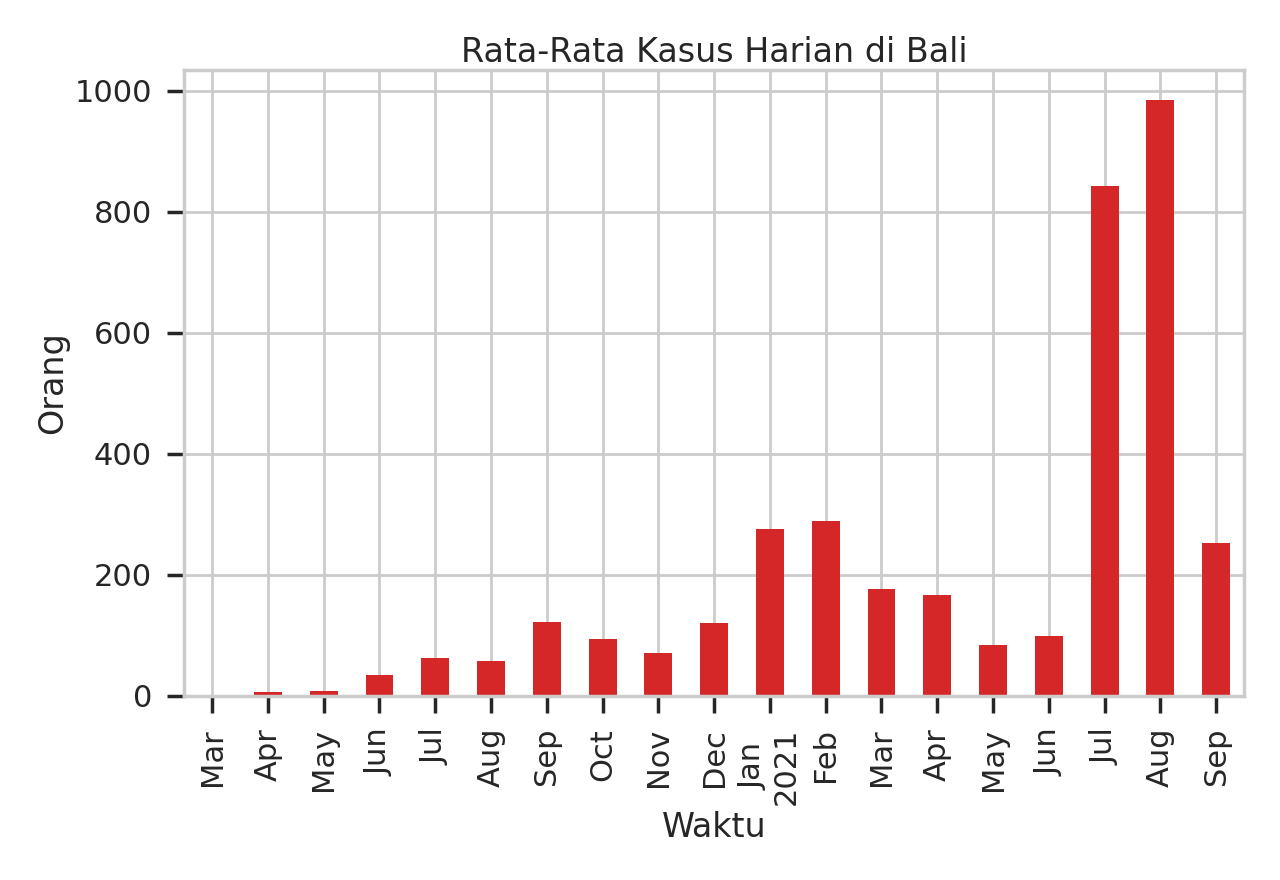 Rata-Rata Kasus Harian di Bali
1000
800
600
400
200
0
Orang
Mar
Apr
May
Jun
Jul
Aug
Sep
Oct
Nov
Dec
Jan
2021
Feb
Mar
Apr
May
Jun
Jul
Aug
Sep
Waktu